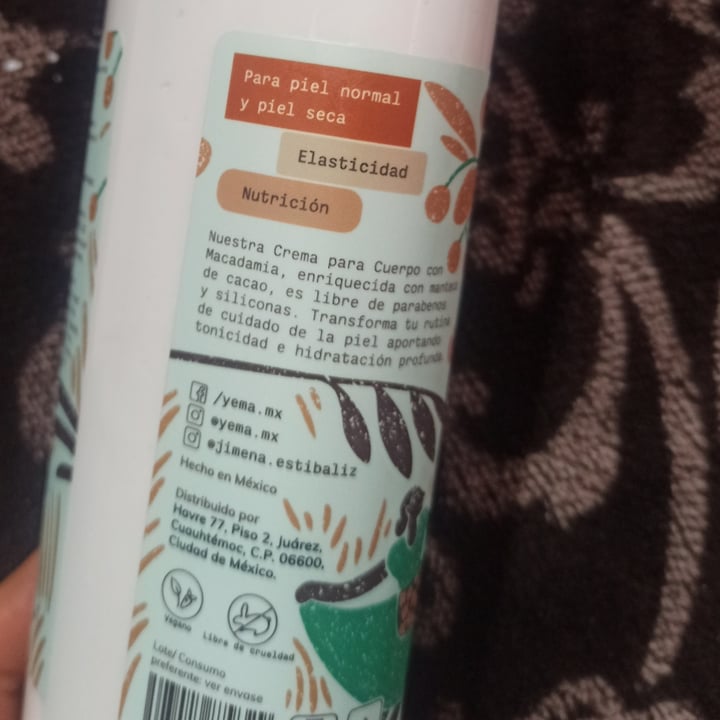 Para piel normal
y piel seca
Elasticidad
Nutrición
Nuestra Crema para Cuerpo con
Macadamia, enriquecida con manteca
de cacao, es libre de parabenos
y siliconas. Transforma tu rutina
de cuidado de la piel aportando
tonicidad e hidratación profunda.
/yema.mx
@yema.mx
@jimena.estibaliz
Hecho en México
Distribuido por
Havre 77, Piso 2, Juárez,
Cuauhtémoc, C.P. 06600,
Ciudad de México.
Vegano
Libre de crueldad
Lote/ Consumo
preferente: ver envase